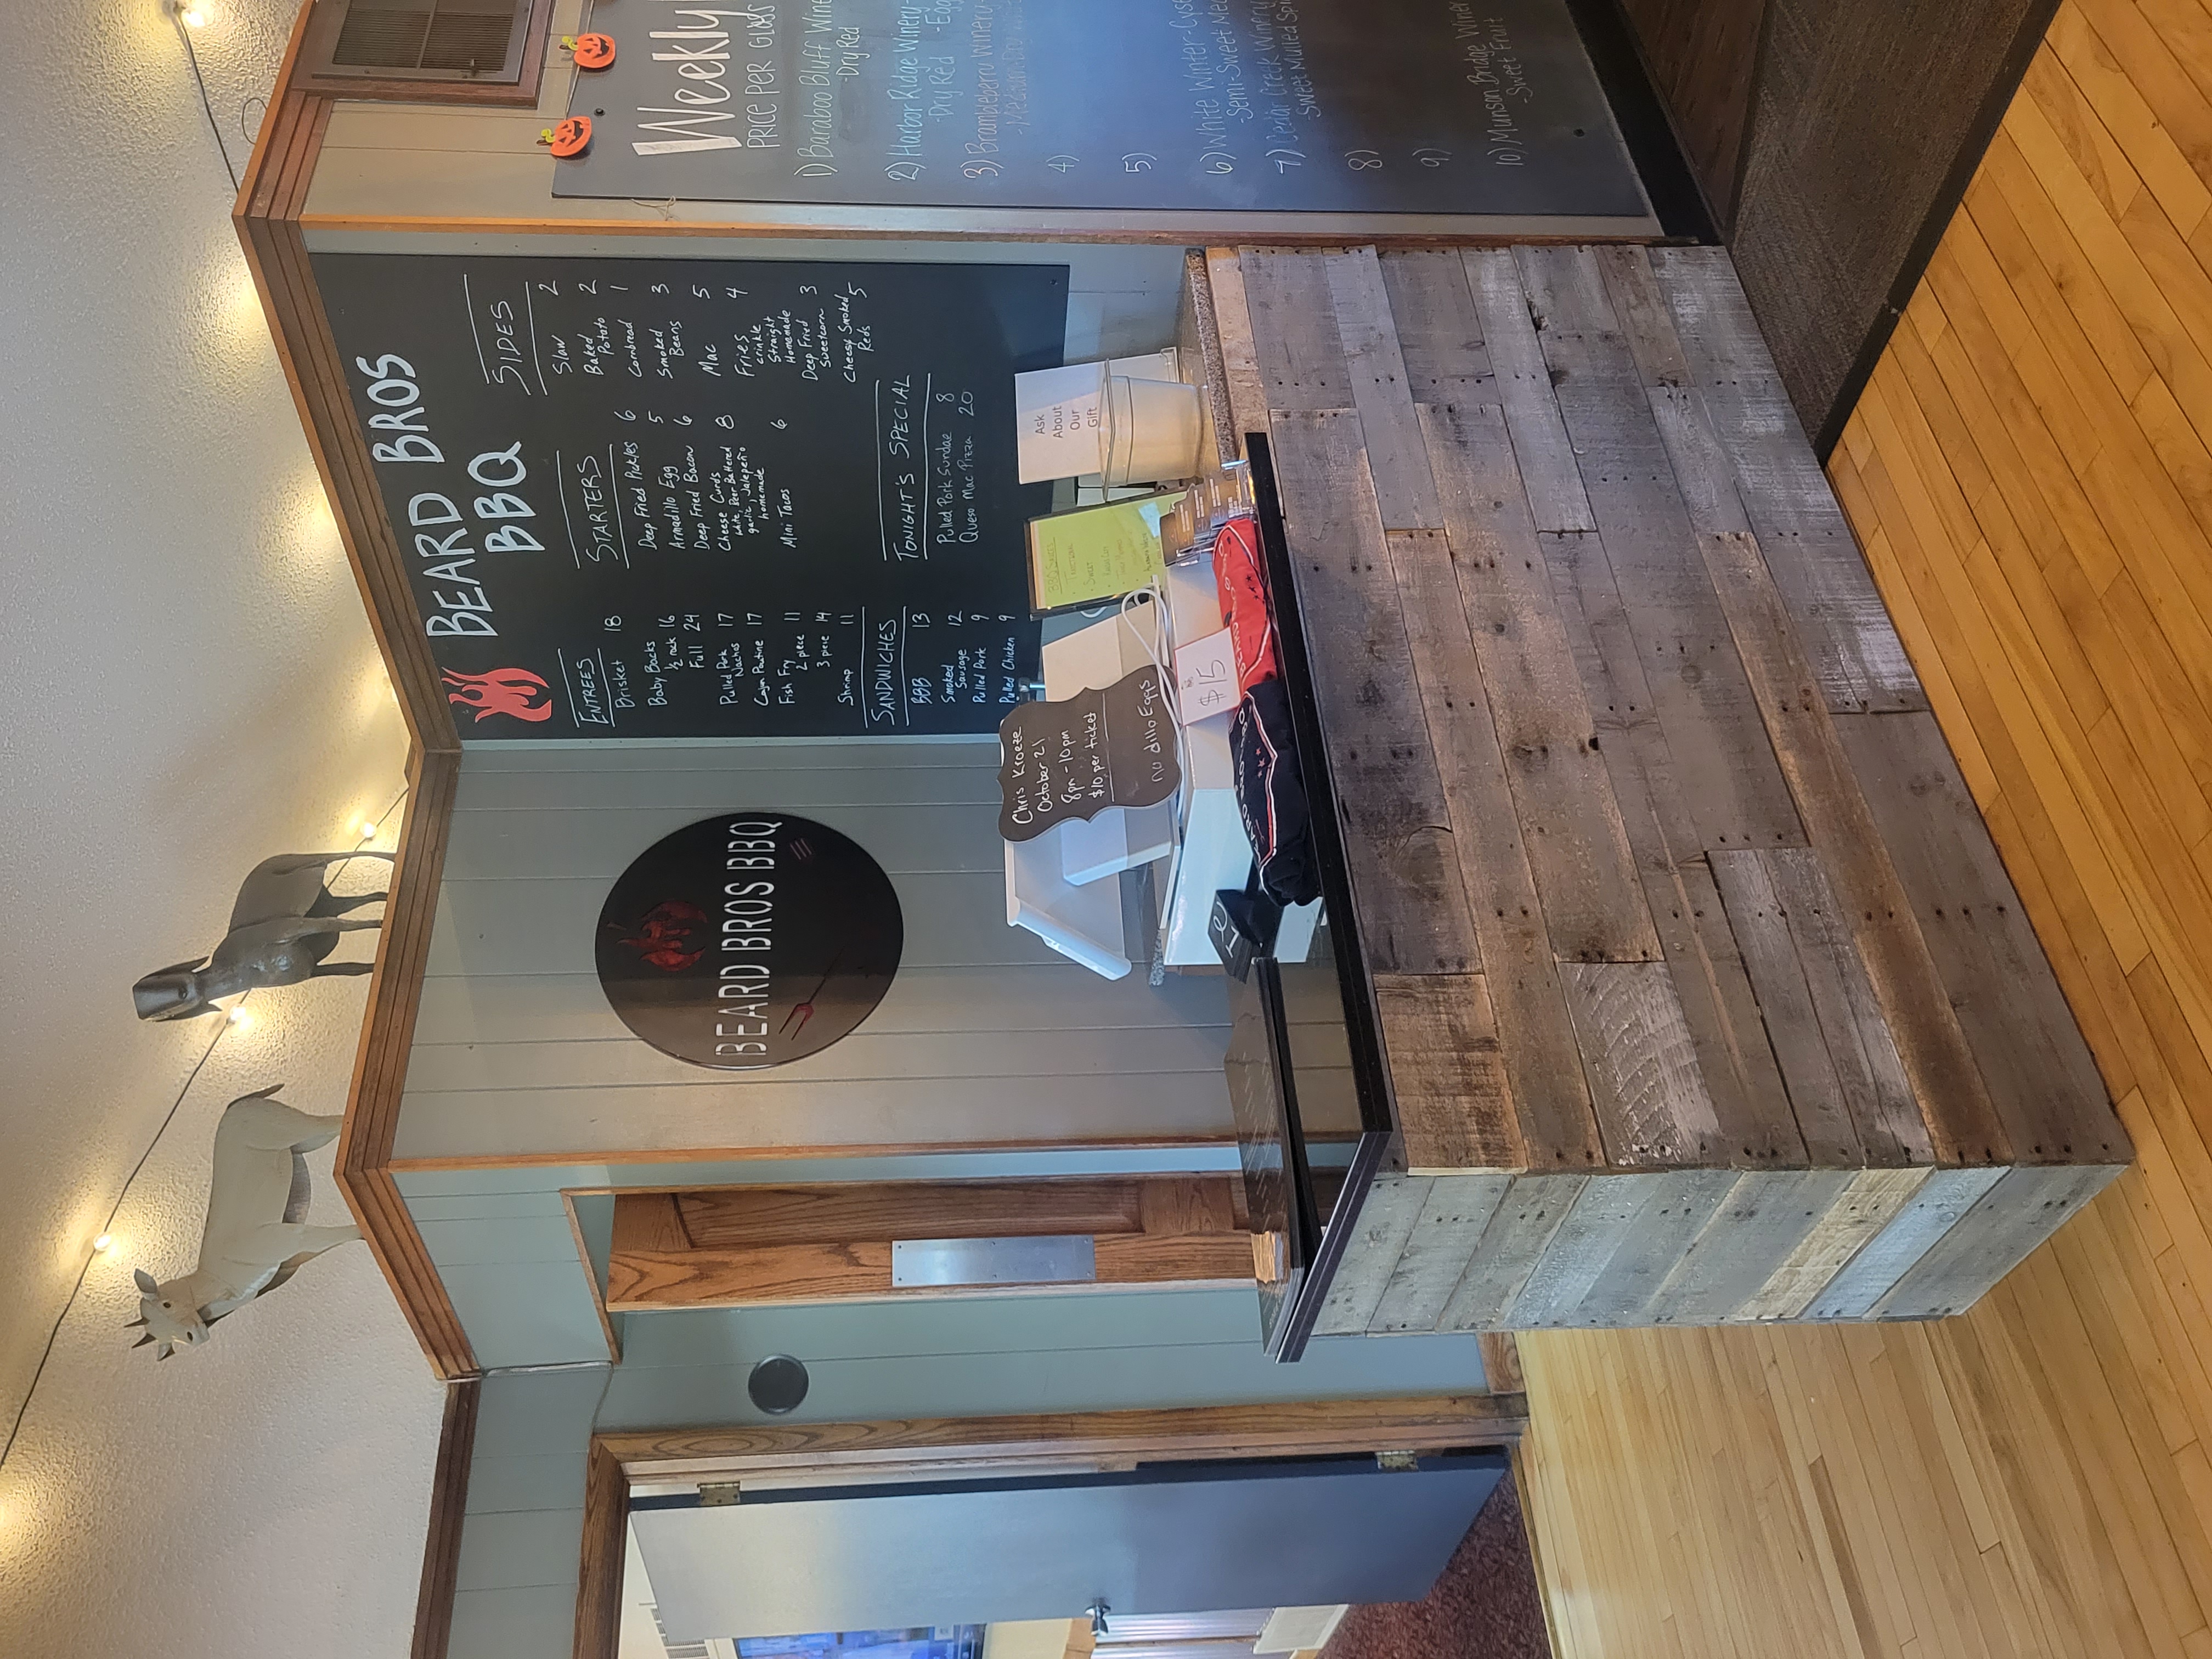 BEARD BROS
BBQ
ENTREES
Brisket 18
Baby Backs
1/2 rack 16
Full 24
Pulled Pork
Nachos 17
Cajun Poutine 17
Fish Fry
2 piece 11
3 piece 14
Shrimp 11
SANDWICHES
BBB 13
Smoked
Sausage 12
Pulled Pork 9
Pulled Chicken 9
STARTERS
Deep Fried Pickles 6
Armadillo Egg 5
Deep Fried Bacon 6
Cheese Curds 8
White, Beer Battered
garlic, Jalepeño
homemade
Mini Tacos 6
SIDES
Slaw 2
Baked
Potato 2
Cornbread 1
Smoked
Beans 3
Mac 5
Fries 4
crinkle
Straight
Homemade
Deep Fried
Sweetcorn 3
Cheesy Smoked
Reds 5
TONIGHT'S SPECIAL
Pulled Pork Sundae 8
Queso Mac Pizza 20
BEARD BROS BBQ
Chris Kroeze
October 21
8pm - 10pm
$10 per ticket
no dillo Eggs
BBQ Sauces
Traditional
Sweet
Ask
About
Our
Gift
$15
BEARD BROS BBQ
BEARD BROS BBQ
Weekly
PRICE PER GLASS
1) Baraboo Bluff Wine
-Dry Red
2) Harbor Ridge Winery-
-Dry Red -Egg
3) Brambleberry Winery-
-Medium-Dry
4)
5)
6) White Winter-Cyse
-Semi-Sweet Mea
7) Cedar Creek Winery
-Sweet Mulled Spi
8)
9)
10) Munson Bridge Winer
-Sweet Fruit